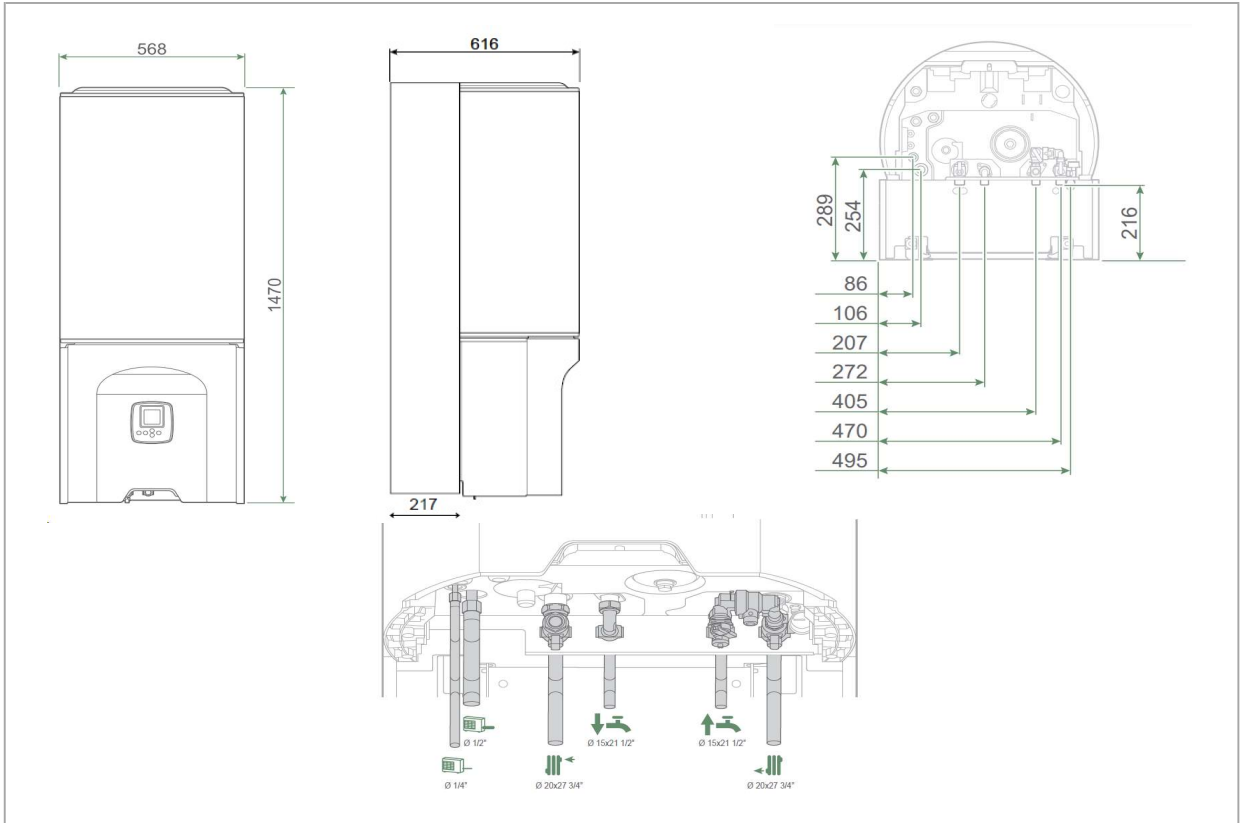 568
616
1470
217
289
254
216
86
106
207
272
405
470
495
Ø 1/2"
Ø 15x21 1/2"
Ø 15x21 1/2"
Ø 1/4"
Ø 20x27 3/4"
Ø 20x27 3/4"